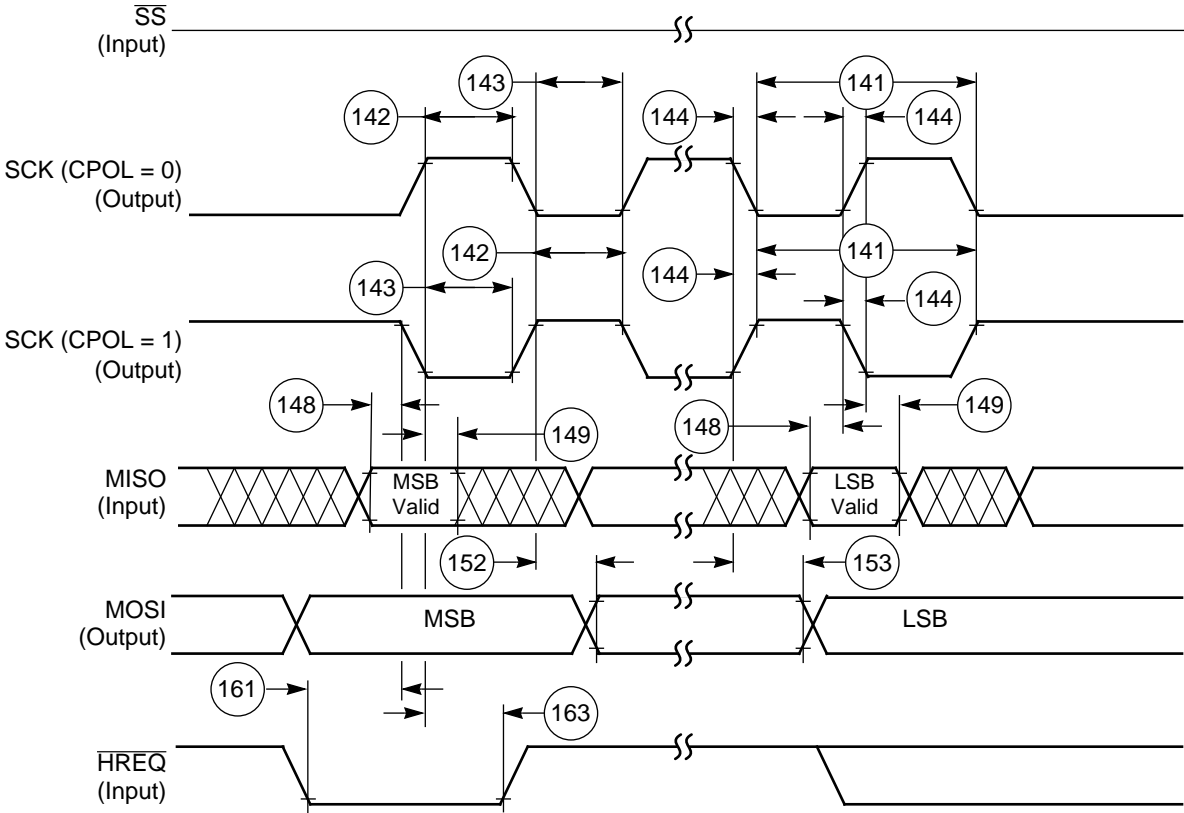 SS
(Input)
143
141
142
144
144
SCK (CPOL = 0)
(Output)
142
141
143
144
144
SCK (CPOL = 1)
(Output)
148
149
148
149
MISO
(Input)
MSB
Valid
LSB
Valid
152
153
MOSI
(Output)
MSB
LSB
161
163
HREQ
(Input)